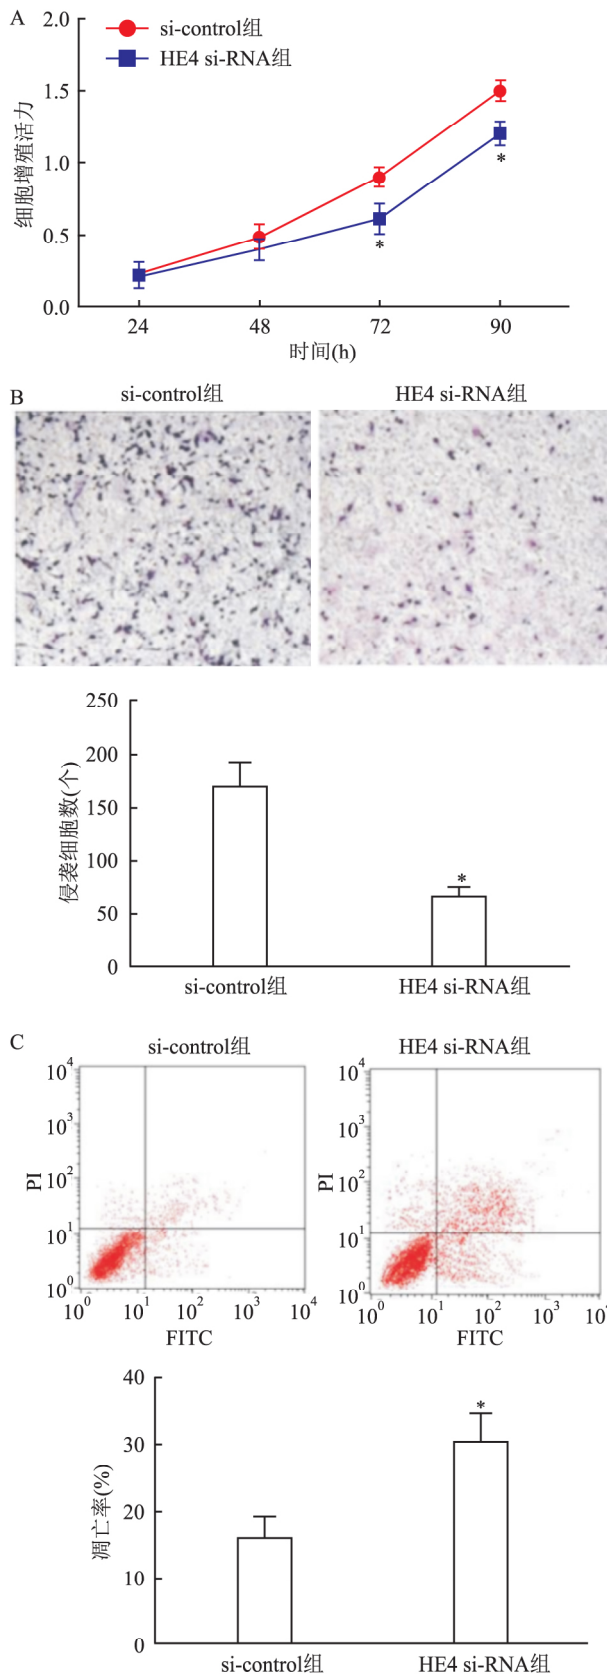 A
si-control组
HE4 si-RNA组
细胞增殖活力
2.0
1.5
1.0
0.5
0.0
*
*
24 48 72 90
时间(h)
B
si-control组 HE4 si-RNA组
侵袭细胞数(个)
250
200
150
100
50
0
*
si-control组 HE4 si-RNA组
C
si-control组 HE4 si-RNA组
PI
10⁴
10³
10²
10¹
10⁰
10⁰ 10¹ 10² 10³ 10⁴
FITC
PI
10⁴
10³
10²
10¹
10⁰
10⁰ 10¹ 10² 10³
FITC
凋亡率(%)
40
30
20
10
0
*
si-control组 HE4 si-RNA组